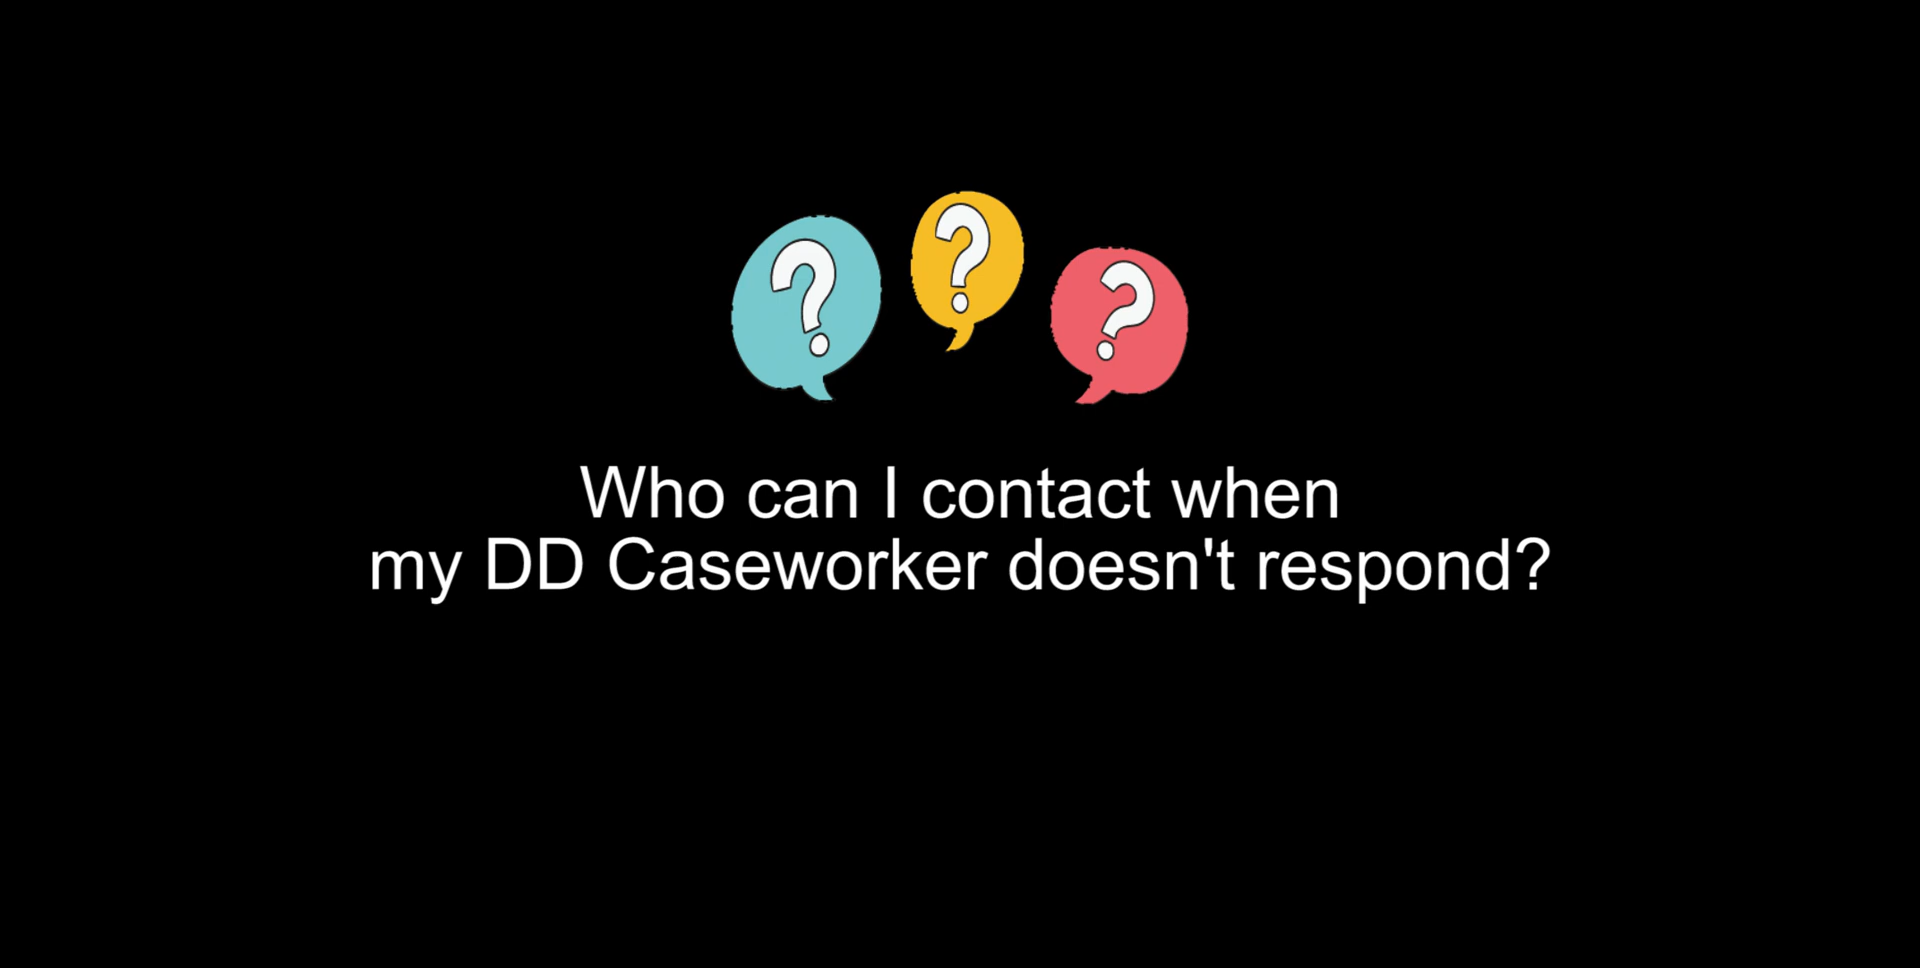 ? ? ?
Who can I contact when
my DD Caseworker doesn't respond?